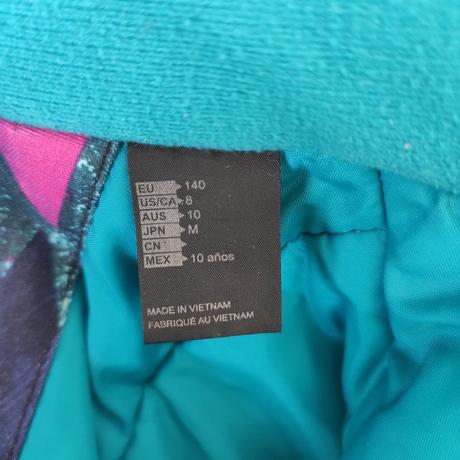 EU 140
US/CA 8
AUS 10
JPN M
CN
MEX 10 años
MADE IN VIETNAM
FABRIQUÉ AU VIETNAM